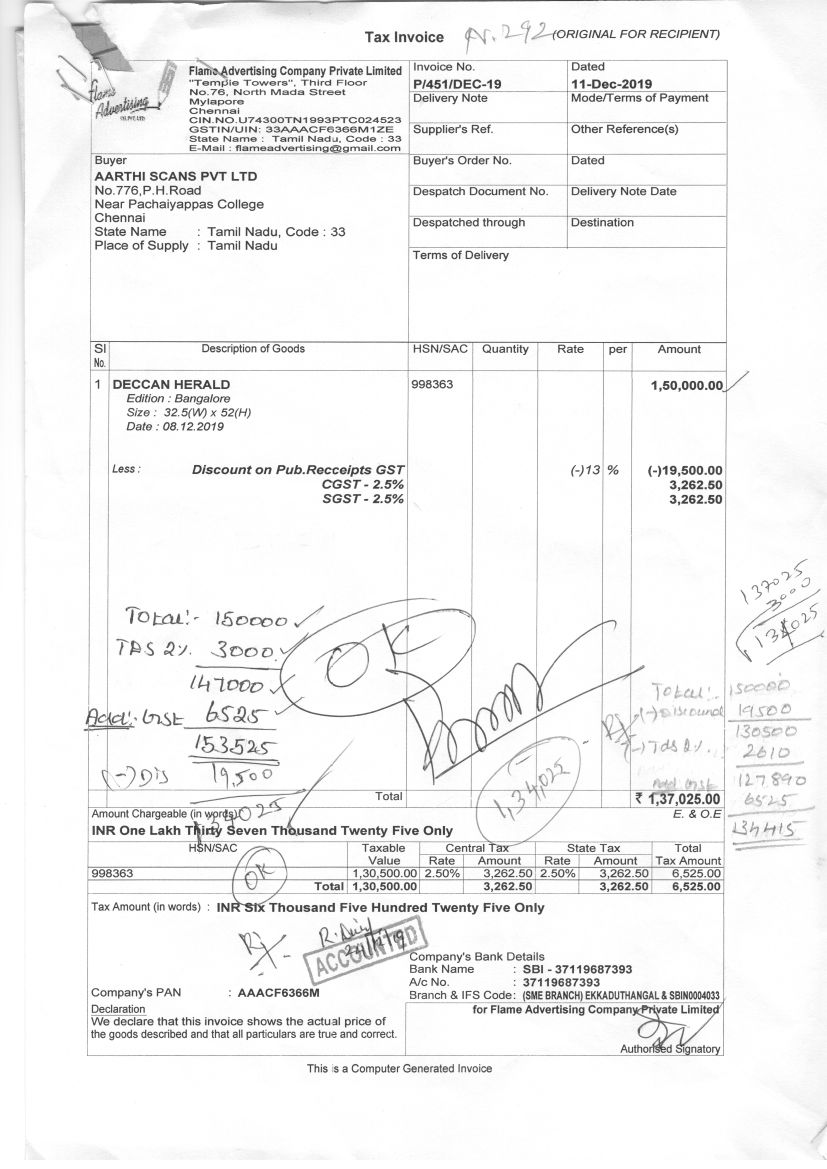 Tax Invoice
292
(ORIGINAL FOR RECIPIENT)
Flame Advertising
CO. PVT. LTD
Flame Advertising Company Private Limited
"Temple Towers", Third Floor
No.76, North Mada Street
Mylapore
Chennai
CIN.NO.U74300TN1993PTC024523
GSTIN/UIN: 33AAACF6366M1ZE
State Name : Tamil Nadu, Code : 33
E-Mail : flameadvertising@gmail.com
Invoice No. Dated
P/451/DEC-19 11-Dec-2019
Delivery Note Mode/Terms of Payment
Supplier's Ref. Other Reference(s)
Buyer
AARTHI SCANS PVT LTD
No.776,P.H.Road
Near Pachaiyappas College
Chennai
State Name : Tamil Nadu, Code : 33
Place of Supply : Tamil Nadu
Buyer's Order No. Dated
Despatch Document No. Delivery Note Date
Despatched through Destination
Terms of Delivery
Sl No. Description of Goods HSN/SAC Quantity Rate per Amount
1 DECCAN HERALD 998363 1,50,000.00
Edition : Bangalore
Size : 32.5(W) x 52(H)
Date : 08.12.2019
Less : Discount on Pub.Recceipts GST (-)13 % (-)19,500.00
CGST - 2.5% 3,262.50
SGST - 2.5% 3,262.50
Total:- 150000
TDS 2%. 3000
147000
Add:- GST 6525
153525
(-) Dis 19,500
134025
OK
137025
3000
134025
Total:- 150000
(-) Discound 19500
130500
(-) Tds 2%. 2610
127890
Add GST 6525
134415
1,34,025
Total ₹ 1,37,025.00
Amount Chargeable (in words) E. & O.E
INR One Lakh Thirty Seven Thousand Twenty Five Only
HSN/SAC Taxable Value Central Tax State Tax Total Tax Amount
Rate Amount Rate Amount
998363 1,30,500.00 2.50% 3,262.50 2.50% 3,262.50 6,525.00
Total 1,30,500.00 3,262.50 3,262.50 6,525.00
OK
Tax Amount (in words) : INR Six Thousand Five Hundred Twenty Five Only
ACCOUNTED
Company's Bank Details
Bank Name : SBI - 37119687393
A/c No. : 37119687393
Branch & IFS Code : (SME BRANCH) EKKADUTHANGAL & SBIN0004033
Company's PAN : AAACF6366M
Declaration
We declare that this invoice shows the actual price of
the goods described and that all particulars are true and correct.
for Flame Advertising Company Private Limited
Authorised Signatory
This is a Computer Generated Invoice